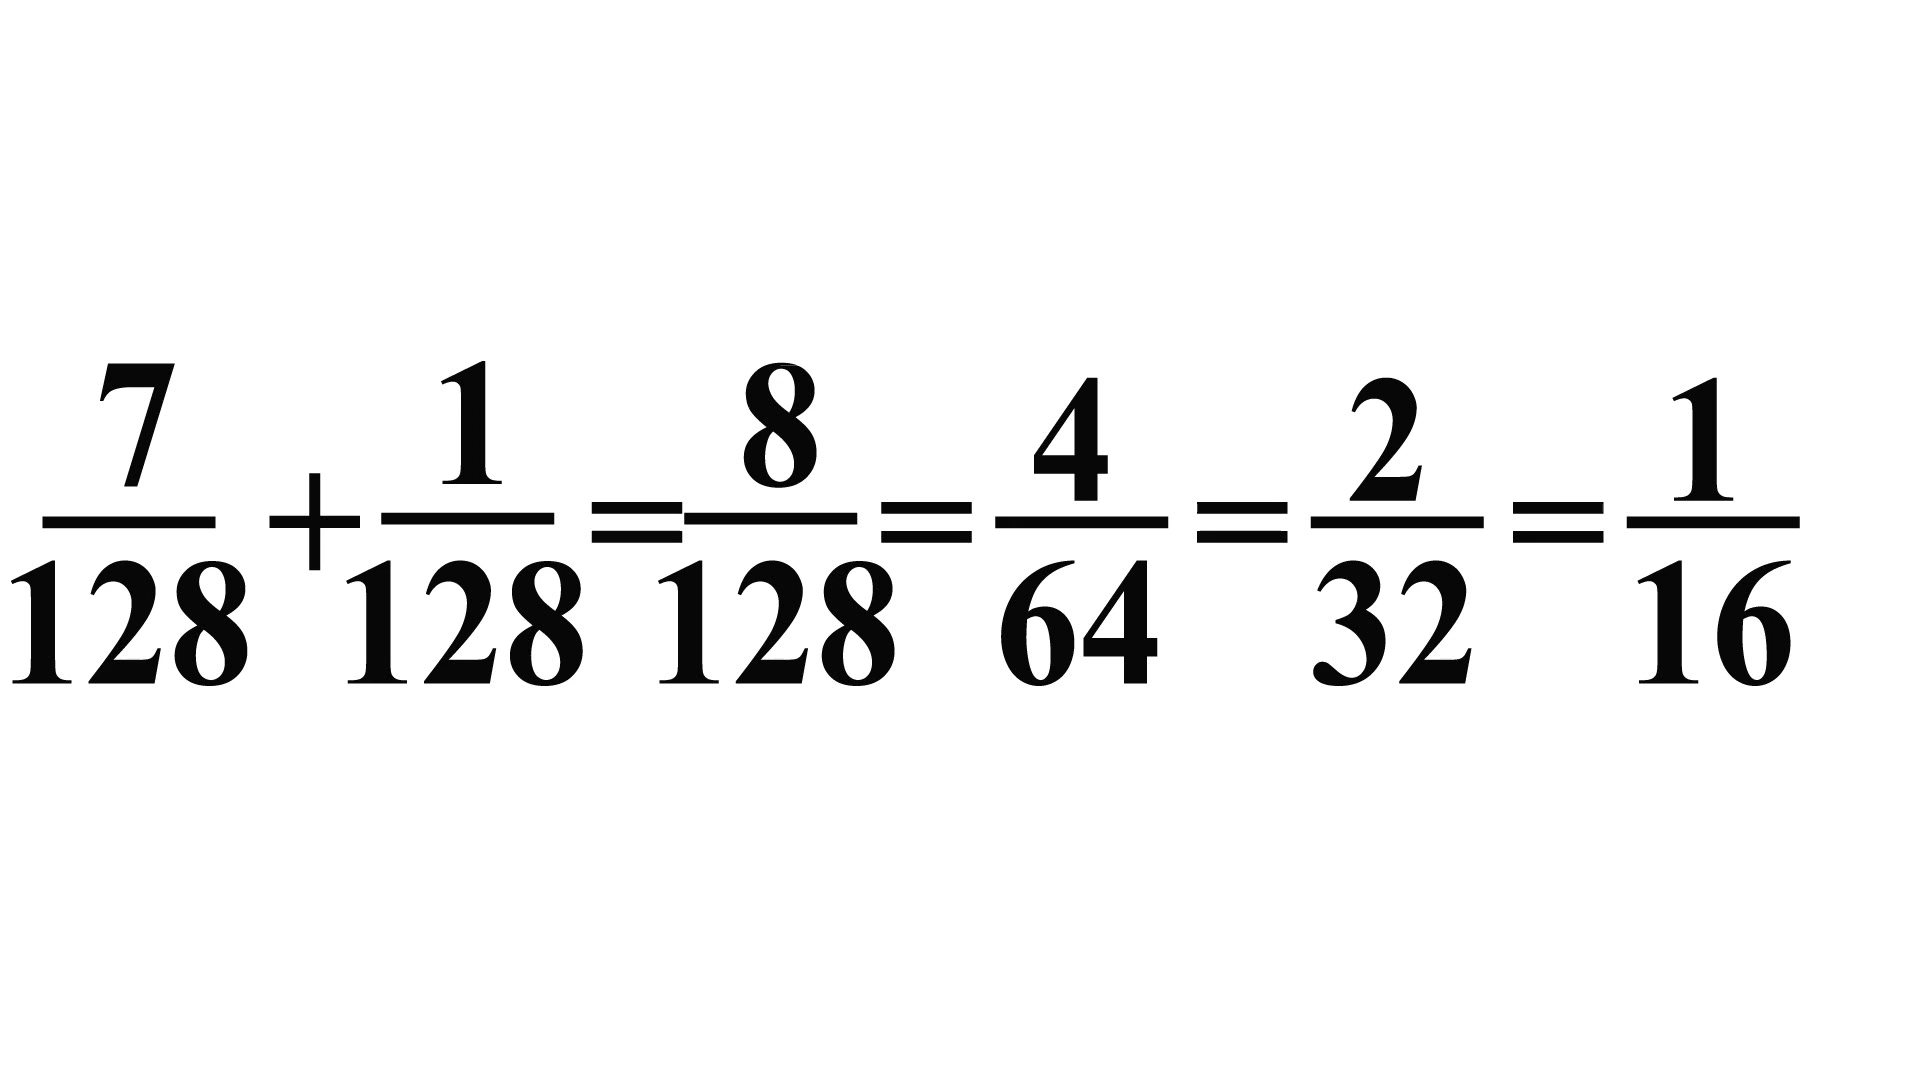 7/128 + 1/128 = 8/128 = 4/64 = 2/32 = 1/16